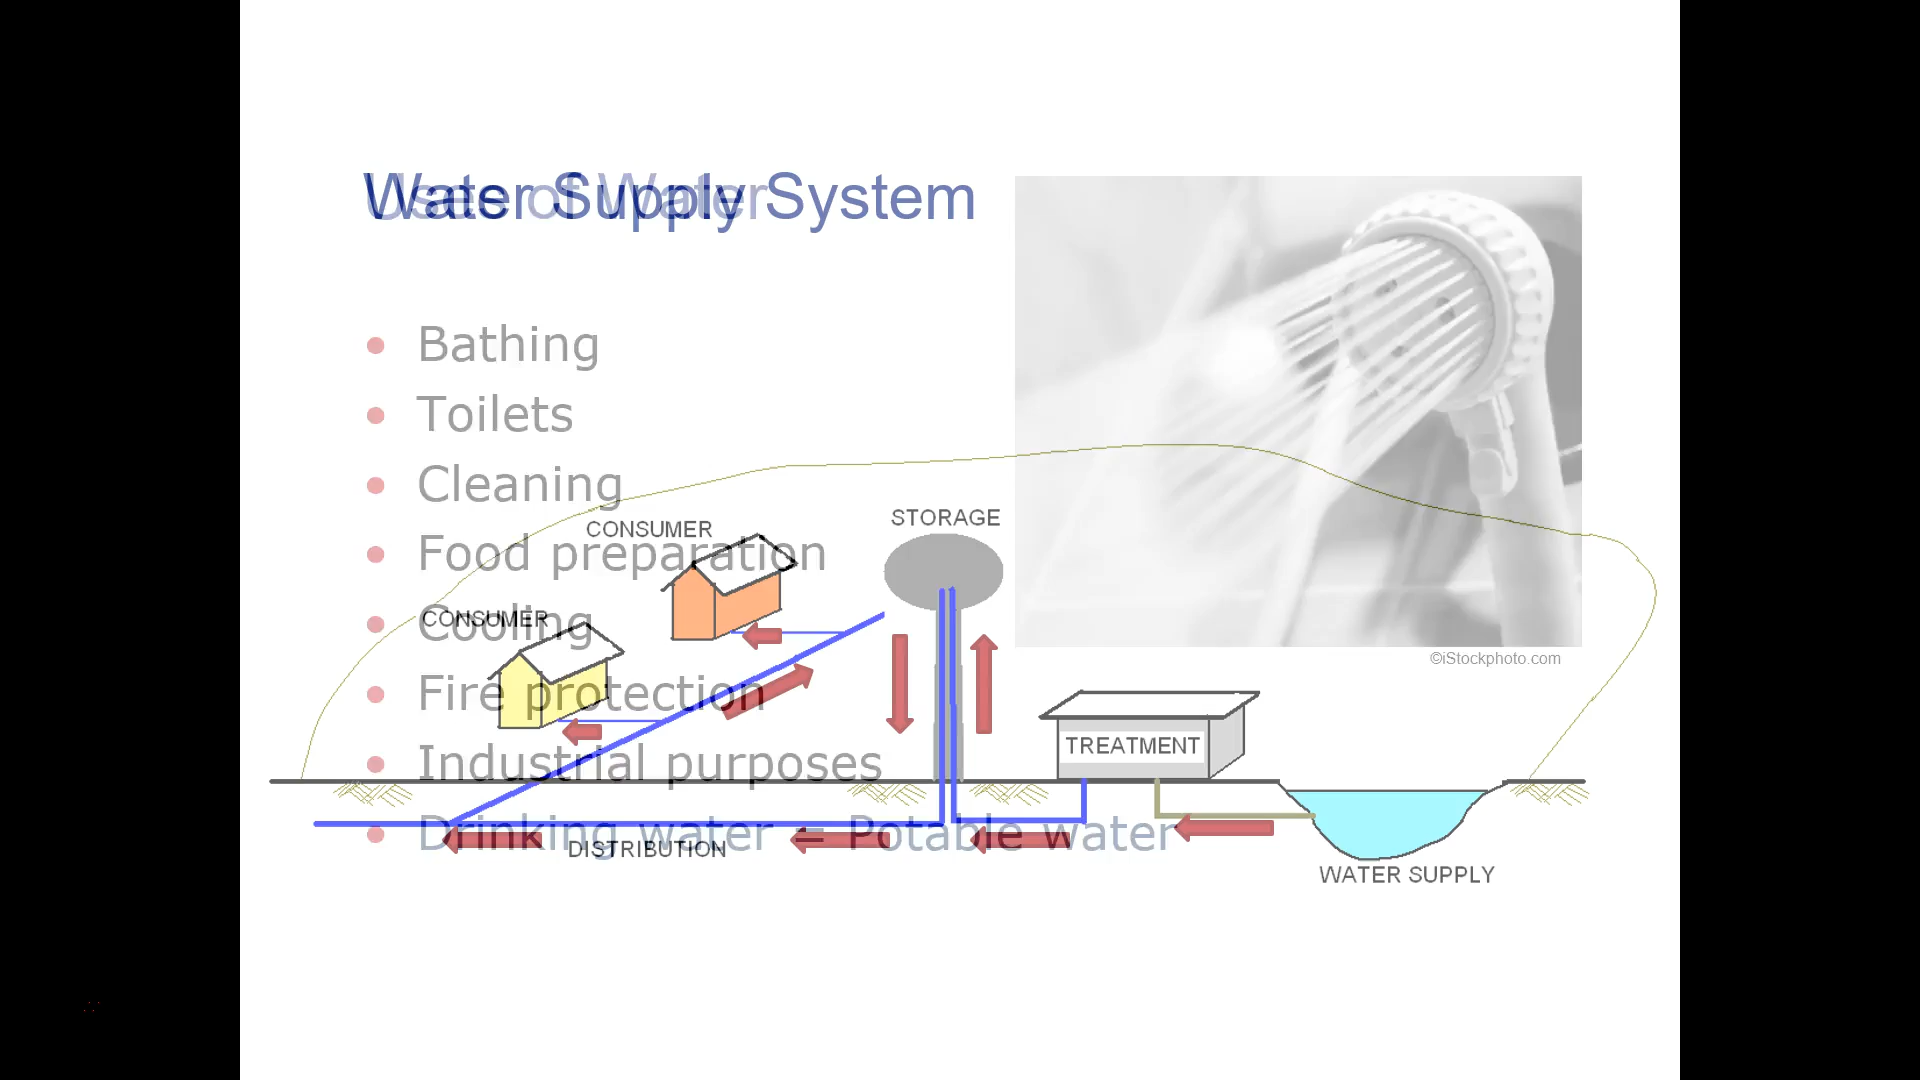 Water Supply System
Uses of Water
Bathing
Toilets
Cleaning
Food preparation
Cooling
Fire protection
Industrial purposes
Drinking water = Potable water
©iStockphoto.com
CONSUMER
STORAGE
CONSUMER
TREATMENT
DISTRIBUTION
WATER SUPPLY